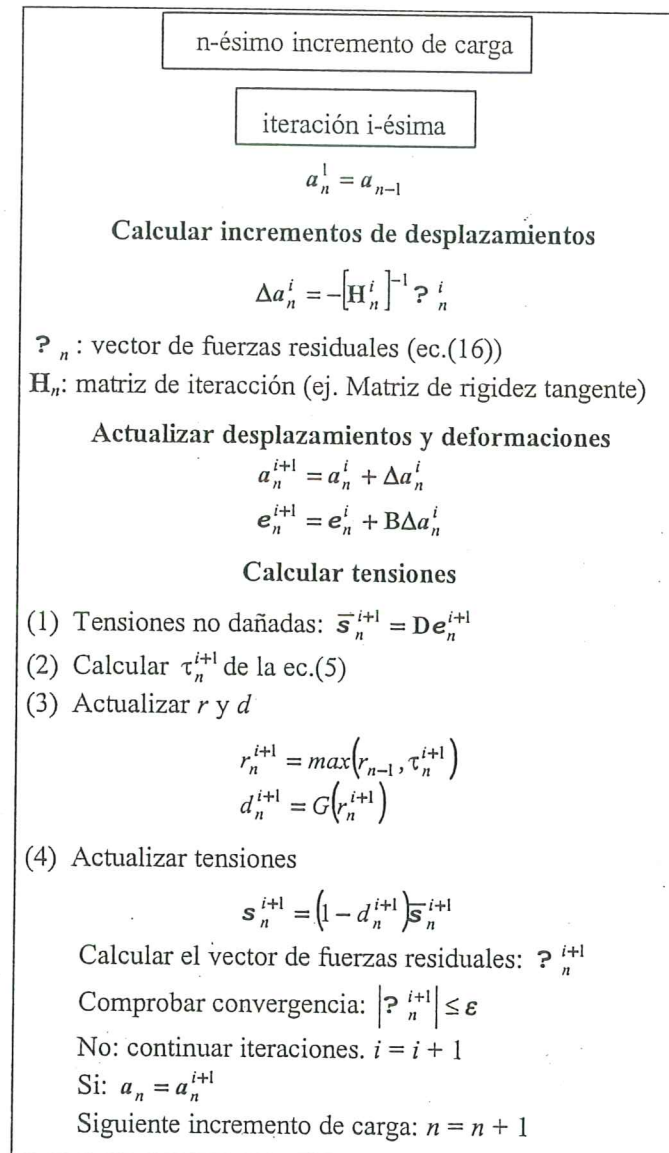 n-ésimo incremento de carga
iteración i-ésima
a_n^1 = a_{n-1}
Calcular incrementos de desplazamientos
Δa_n^i = -[H_n^i]^{-1} ?_n^i
?_n : vector de fuerzas residuales (ec.(16))
H_n: matriz de iteracción (ej. Matriz de rigidez tangente)
Actualizar desplazamientos y deformaciones
a_n^{i+1} = a_n^i + Δa_n^i
e_n^{i+1} = e_n^i + BΔa_n^i
Calcular tensiones
(1) Tensiones no dañadas: s̅_n^{i+1} = De_n^{i+1}
(2) Calcular τ_n^{i+1} de la ec.(5)
(3) Actualizar r y d
r_n^{i+1} = max(r_{n-1}, τ_n^{i+1})
d_n^{i+1} = G(r_n^{i+1})
(4) Actualizar tensiones
s_n^{i+1} = (1 - d_n^{i+1})s̅_n^{i+1}
Calcular el vector de fuerzas residuales: ?_n^{i+1}
Comprobar convergencia: |?_n^{i+1}| ≤ ε
No: continuar iteraciones. i = i + 1
Si: a_n = a_n^{i+1}
Siguiente incremento de carga: n = n + 1